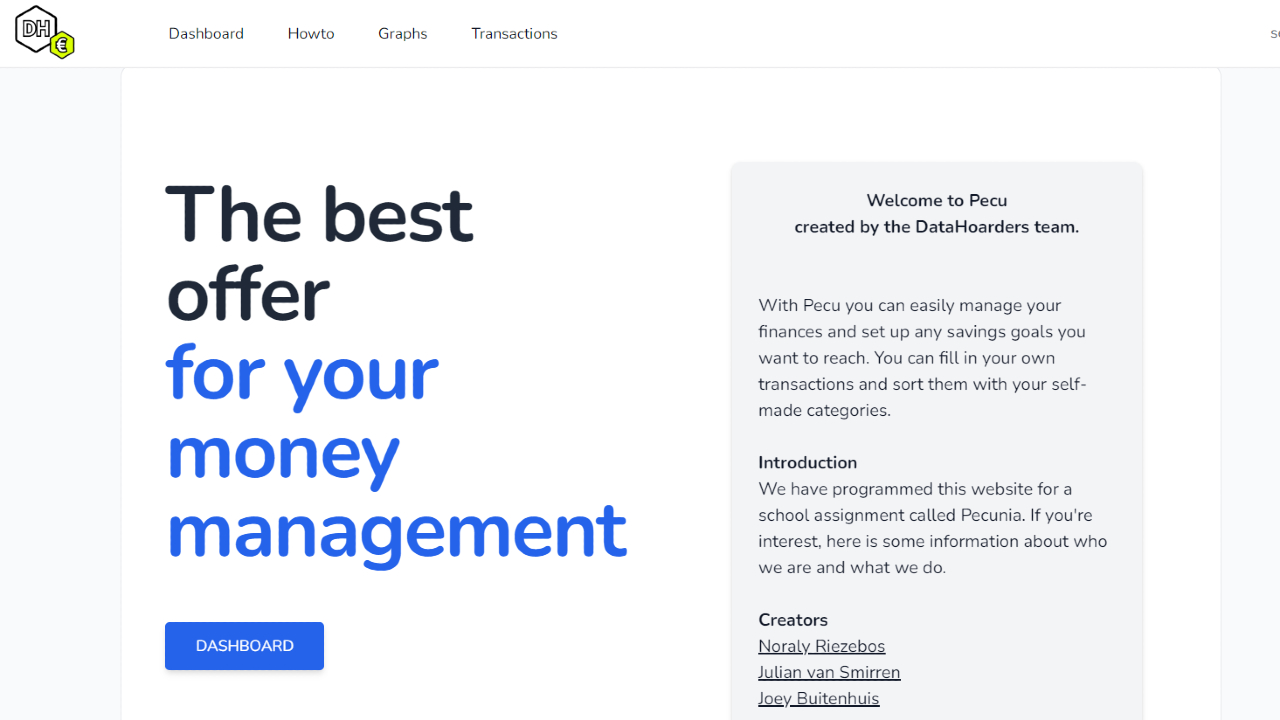 DH
€
Dashboard
Howto
Graphs
Transactions
The best
offer
for your
money
management
DASHBOARD
Welcome to Pecu
created by the DataHoarders team.
With Pecu you can easily manage your
finances and set up any savings goals you
want to reach. You can fill in your own
transactions and sort them with your self-
made categories.
Introduction
We have programmed this website for a
school assignment called Pecunia. If you're
interest, here is some information about who
we are and what we do.
Creators
Noraly Riezebos
Julian van Smirren
Joey Buitenhuis